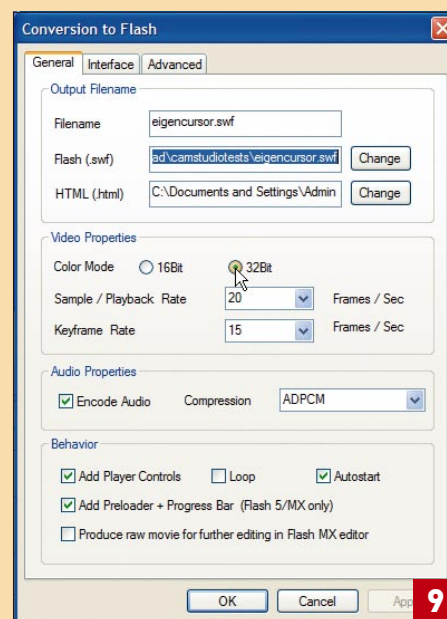 Conversion to Flash
General Interface Advanced
Output Filename
Filename eigencursor.swf
Flash (.swf) ad\camstudiotests\eigencursor.swf Change
HTML (.html) C:\Documents and Settings\Admin Change
Video Properties
Color Mode 16Bit 32Bit
Sample / Playback Rate 20 Frames / Sec
Keyframe Rate 15 Frames / Sec
Audio Properties
Encode Audio Compression ADPCM
Behavior
Add Player Controls Loop Autostart
Add Preloader + Progress Bar (Flash 5/MX only)
Produce raw movie for further editing in Flash MX editor
OK Cancel App
9